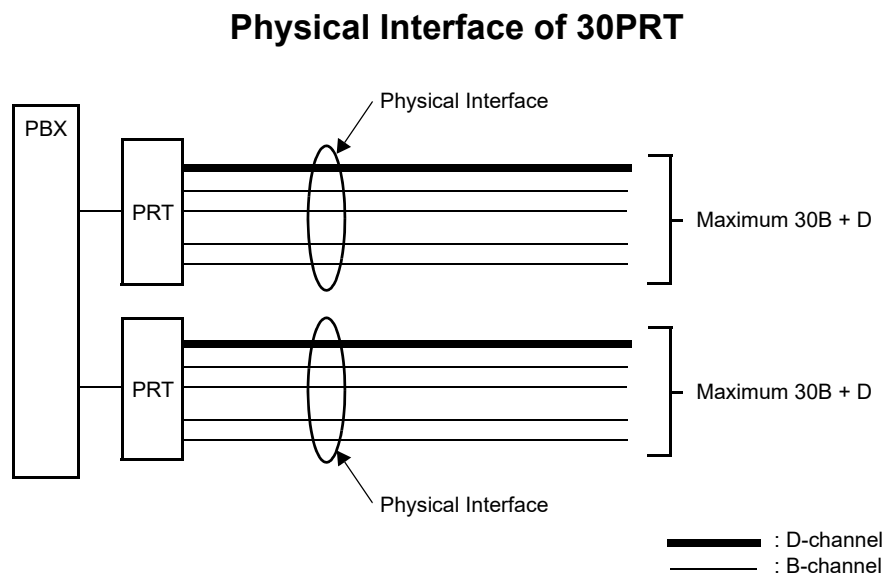 Physical Interface of 30PRT
Physical Interface
PBX
PRT
Maximum 30B + D
PRT
Maximum 30B + D
Physical Interface
: D-channel
: B-channel